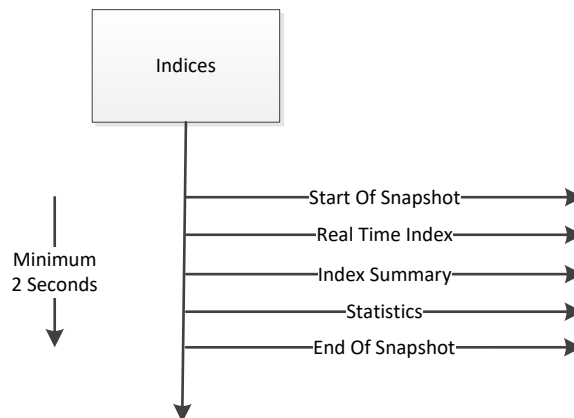 Indices
Start Of Snapshot
Real Time Index
Minimum
2 Seconds
Index Summary
Statistics
End Of Snapshot